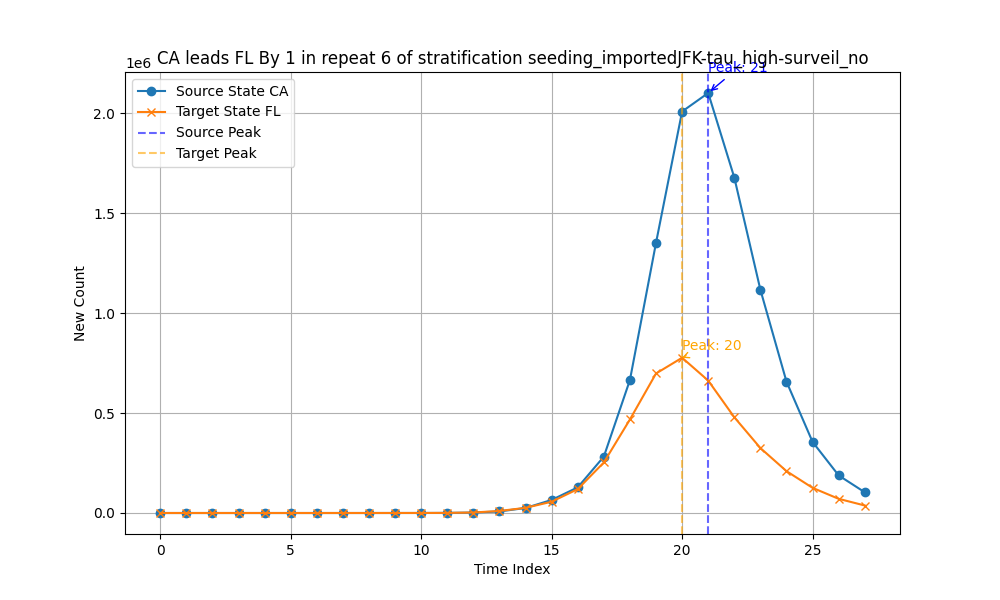 CA leads FL By 1 in repeat 6 of stratification seeding_importedJFK-tau_high-surveil_no
1e6
Peak: 21
Source State CA
Target State FL
Source Peak
Target Peak
2.0
1.5
1.0
0.5
0.0
Peak: 20
New Count
0 5 10 15 20 25
Time Index